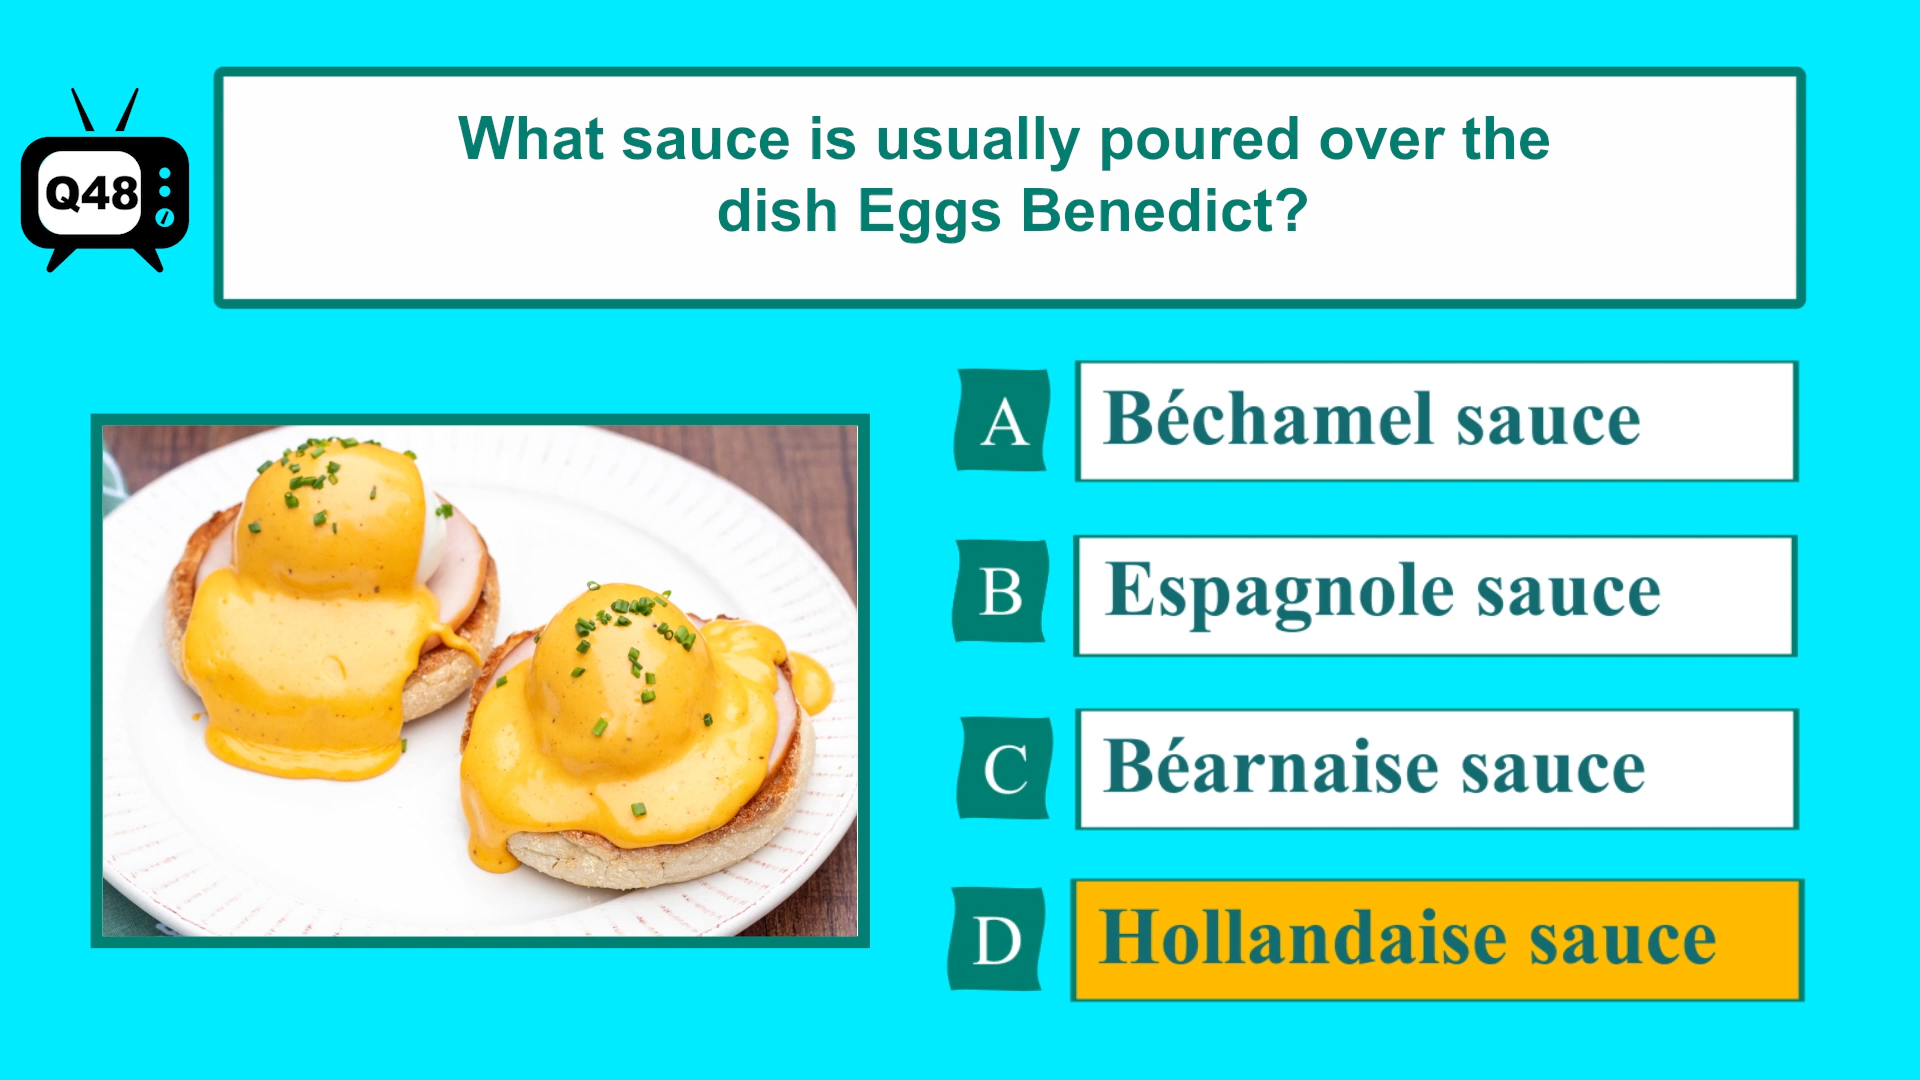 Q48
What sauce is usually poured over the
dish Eggs Benedict?
A Béchamel sauce
B Espagnole sauce
C Béarnaise sauce
D Hollandaise sauce